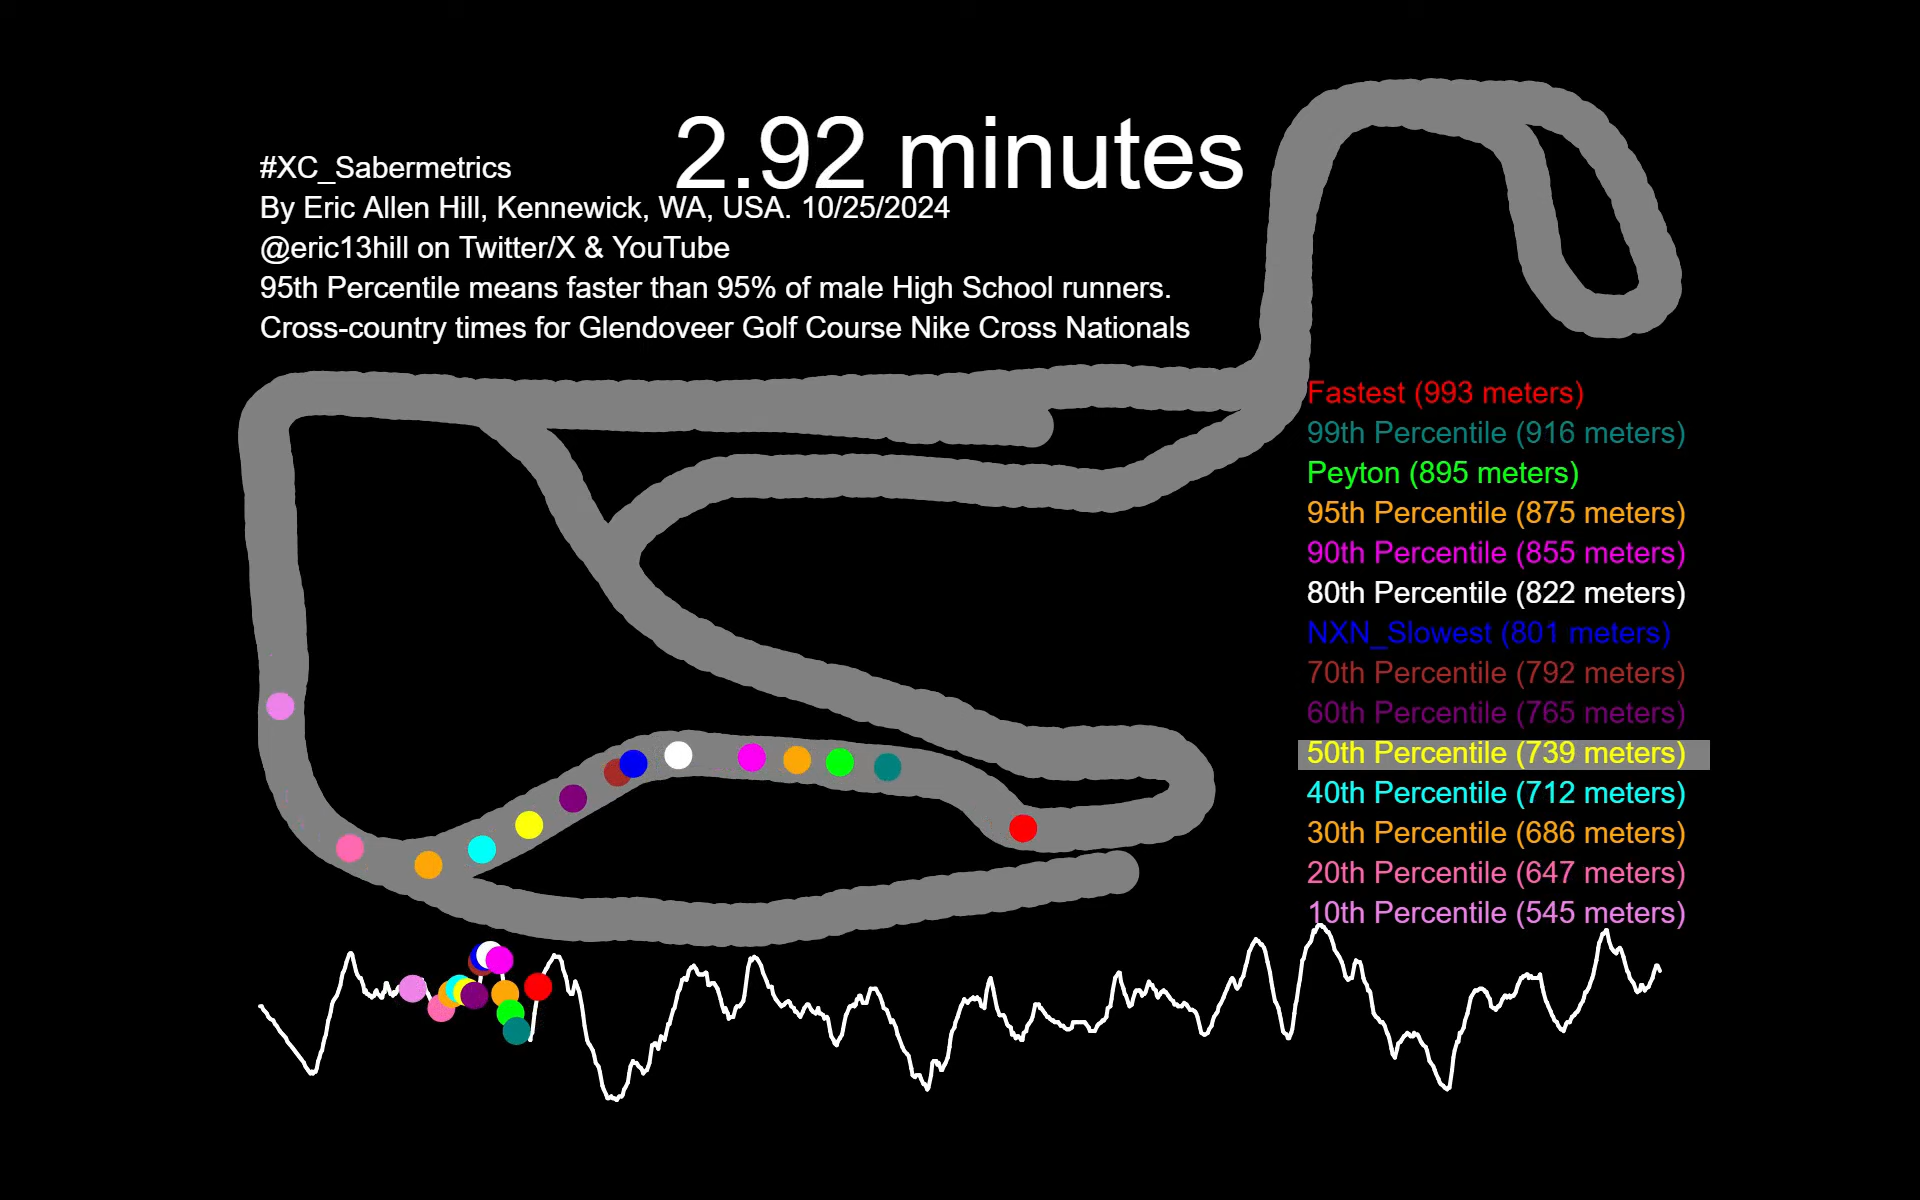 2.92 minutes
#XC_Sabermetrics
By Eric Allen Hill, Kennewick, WA, USA. 10/25/2024
@eric13hill on Twitter/X & YouTube
95th Percentile means faster than 95% of male High School runners.
Cross-country times for Glendoveer Golf Course Nike Cross Nationals
Fastest (993 meters)
99th Percentile (916 meters)
Peyton (895 meters)
95th Percentile (875 meters)
90th Percentile (855 meters)
80th Percentile (822 meters)
NXN_Slowest (801 meters)
70th Percentile (792 meters)
60th Percentile (765 meters)
50th Percentile (739 meters)
40th Percentile (712 meters)
30th Percentile (686 meters)
20th Percentile (647 meters)
10th Percentile (545 meters)